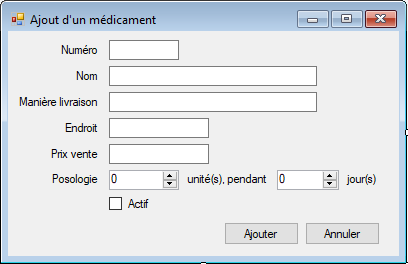 Ajout d'un médicament
Numéro
Nom
Manière livraison
Endroit
Prix vente
Posologie 0 unité(s), pendant 0 jour(s)
Actif
Ajouter Annuler